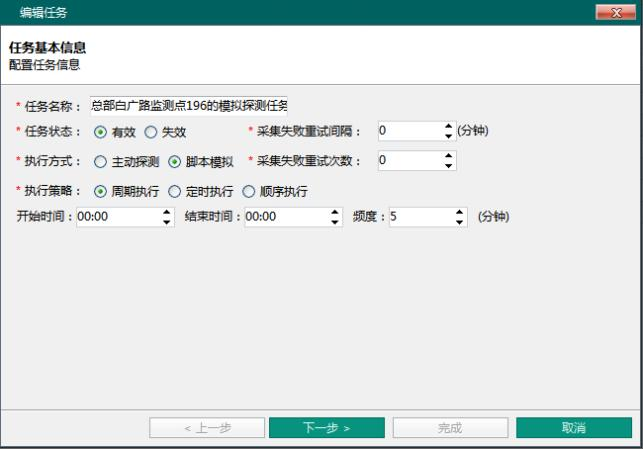 编辑任务
任务基本信息
配置任务信息
* 任务名称： 总部白广路监测点196的模拟探测任务
* 任务状态： 有效 失效 * 采集失败重试间隔： 0 (分钟)
* 执行方式： 主动探测 脚本模拟 * 采集失败重试次数： 0
* 执行策略： 周期执行 定时执行 顺序执行
开始时间：00:00 结束时间：00:00 频度：5 (分钟)
< 上一步 下一步 > 完成 取消